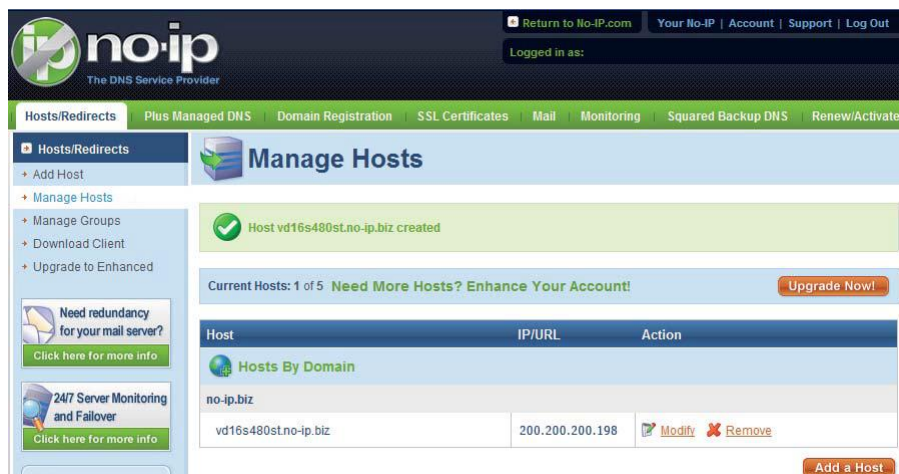 Return to No-IP.com
Your No-IP | Account | Support | Log Out
ip no·ip
The DNS Service Provider
Logged in as:
Hosts/Redirects | Plus Managed DNS | Domain Registration | SSL Certificates | Mail | Monitoring | Squared Backup DNS | Renew/Activate
Hosts/Redirects
Add Host
Manage Hosts
Manage Groups
Download Client
Upgrade to Enhanced
Need redundancy
for your mail server?
Click here for more info
24/7 Server Monitoring
and Failover
Click here for more info
Manage Hosts
Host vd16s480st.no-ip.biz created
Current Hosts: 1 of 5 Need More Hosts? Enhance Your Account!
Upgrade Now!
Host IP/URL Action
Hosts By Domain
no-ip.biz
vd16s480st.no-ip.biz 200.200.200.198 Modify Remove
Add a Host